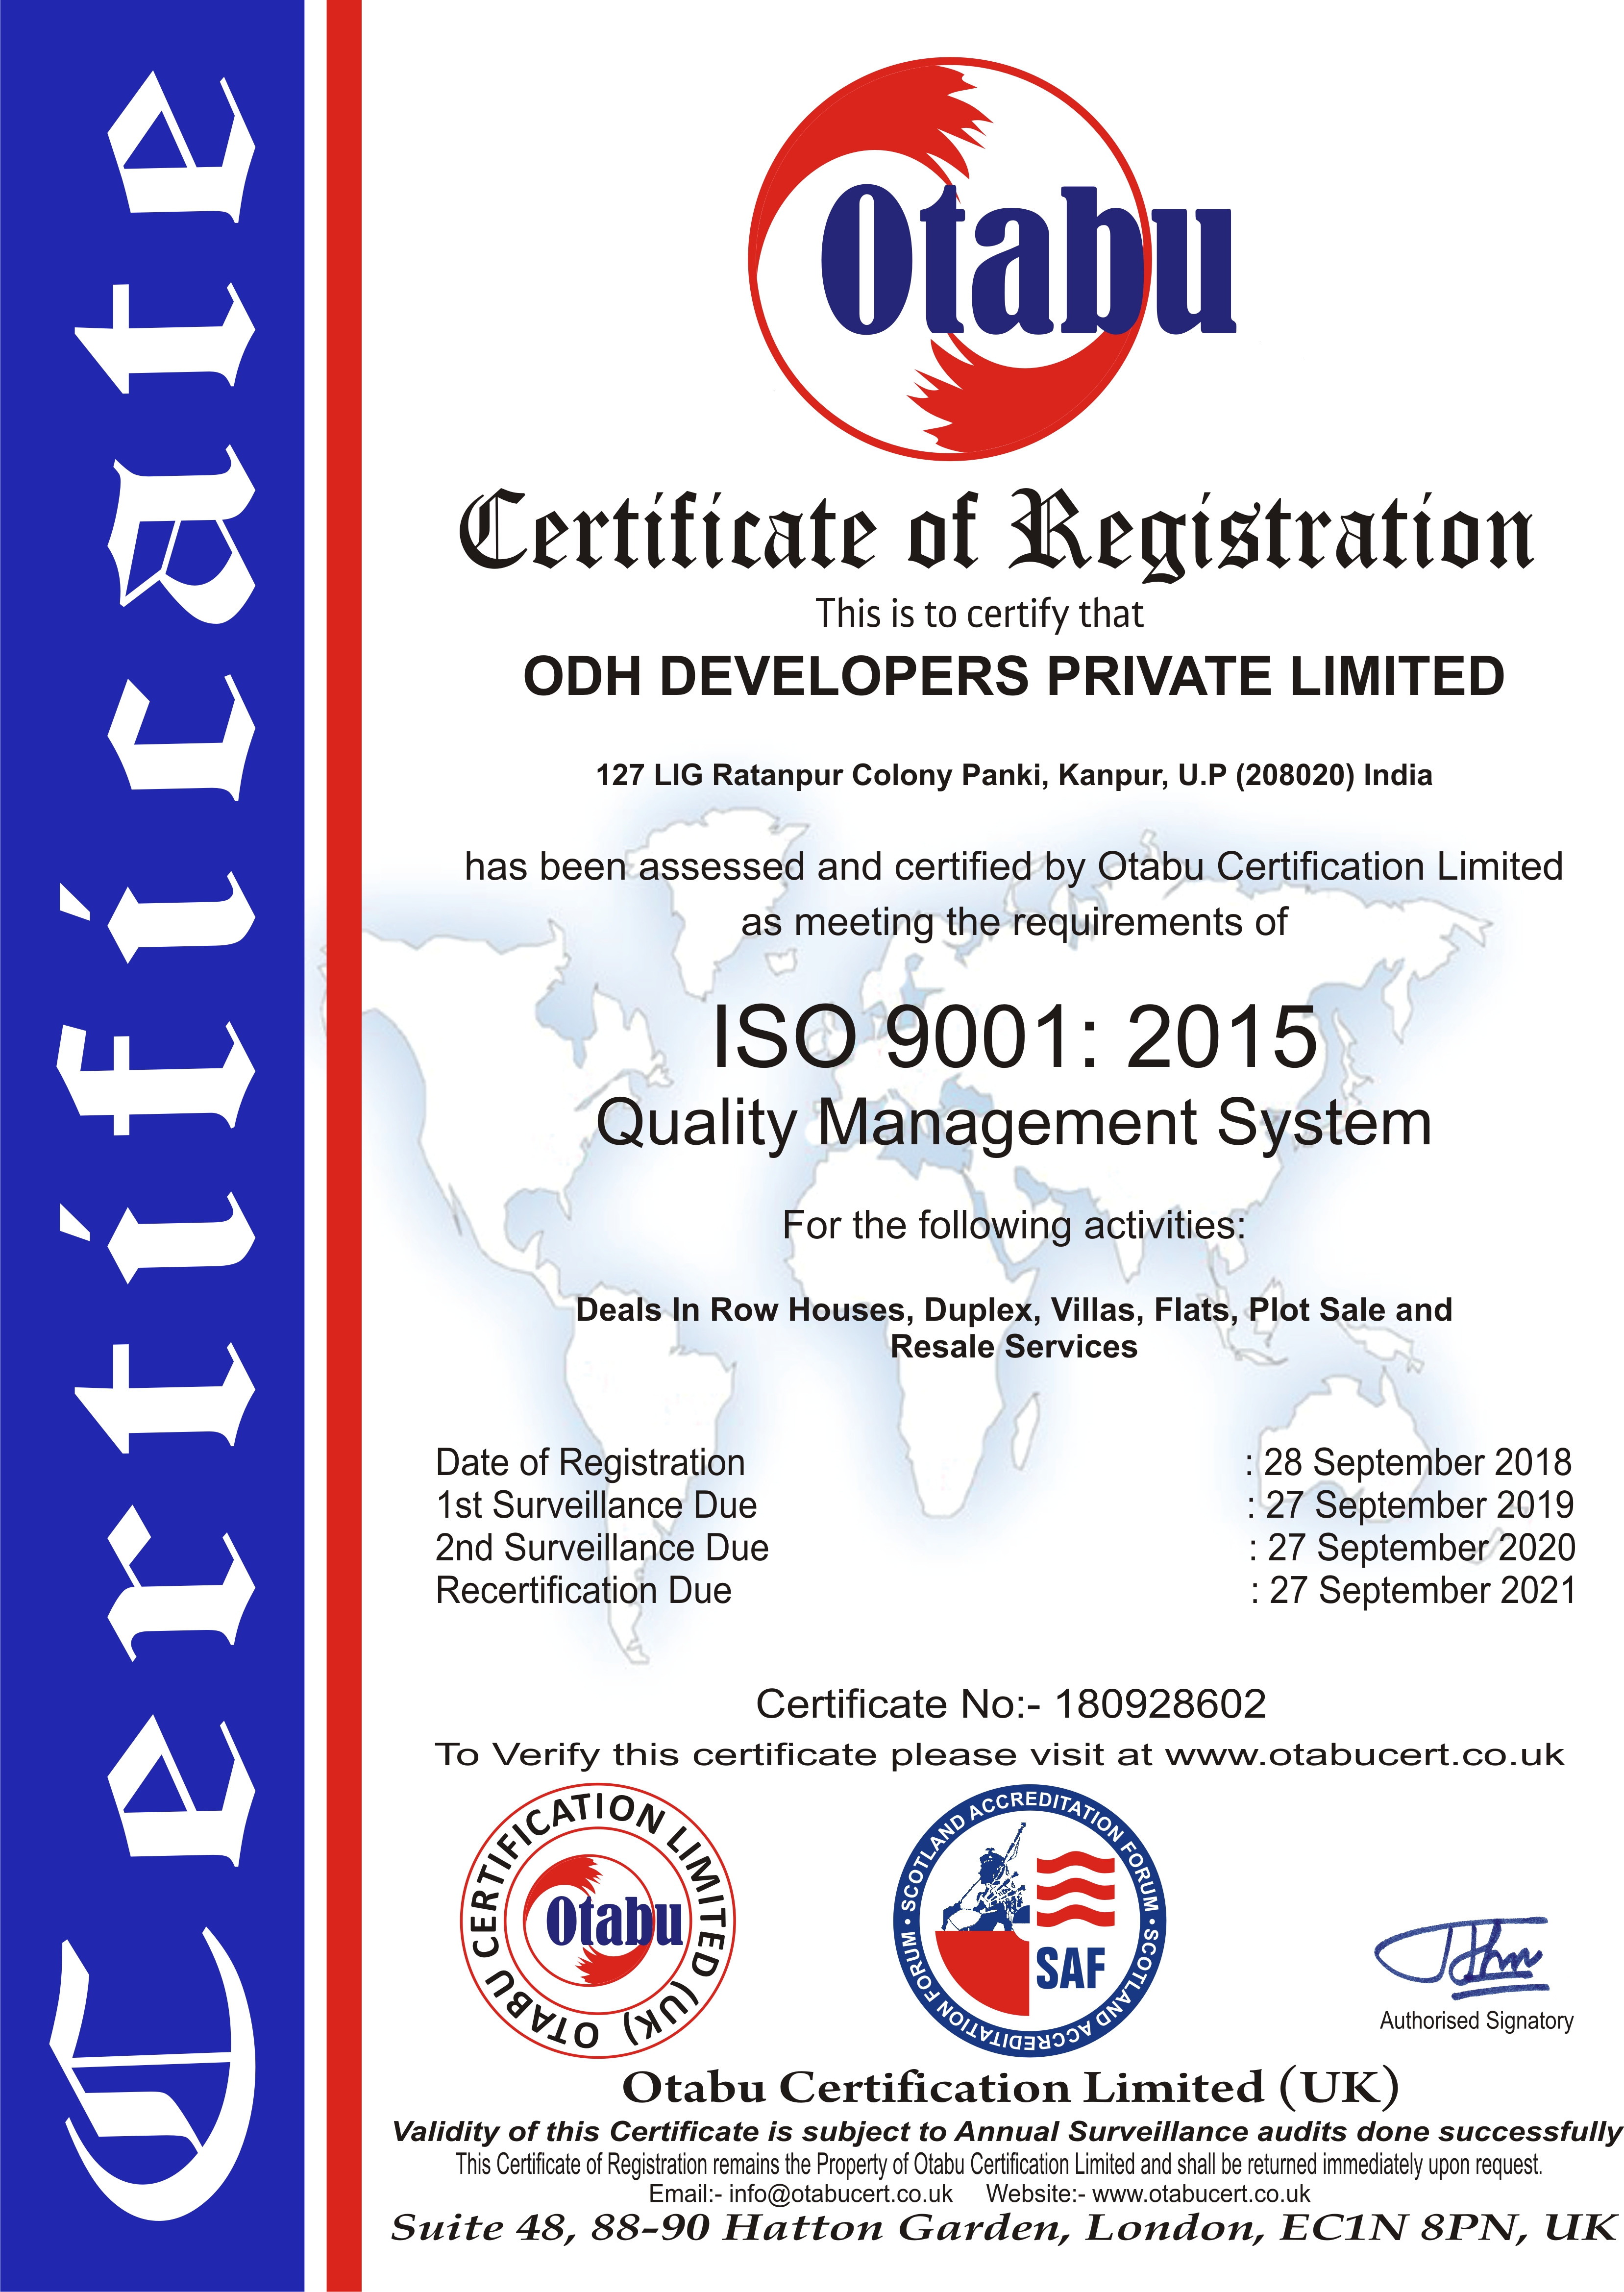 Certificate
Otabu
Certificate of Registration
This is to certify that
ODH DEVELOPERS PRIVATE LIMITED
127 LIG Ratanpur Colony Panki, Kanpur, U.P (208020) India
has been assessed and certified by Otabu Certification Limited
as meeting the requirements of
ISO 9001: 2015
Quality Management System
For the following activities:
Deals In Row Houses, Duplex, Villas, Flats, Plot Sale and
Resale Services
Date of Registration : 28 September 2018
1st Surveillance Due : 27 September 2019
2nd Surveillance Due : 27 September 2020
Recertification Due : 27 September 2021
Certificate No:- 180928602
To Verify this certificate please visit at www.otabucert.co.uk
OTABU CERTIFICATION LIMITED (UK)
Otabu
SCOTLAND ACCREDITATION FORUM • SCOTLAND ACCREDITATION FORUM •
SAF
Authorised Signatory
Otabu Certification Limited (UK)
Validity of this Certificate is subject to Annual Surveillance audits done successfully
This Certificate of Registration remains the Property of Otabu Certification Limited and shall be returned immediately upon request.
Email:- info@otabucert.co.uk Website:- www.otabucert.co.uk
Suite 48, 88-90 Hatton Garden, London, EC1N 8PN, UK